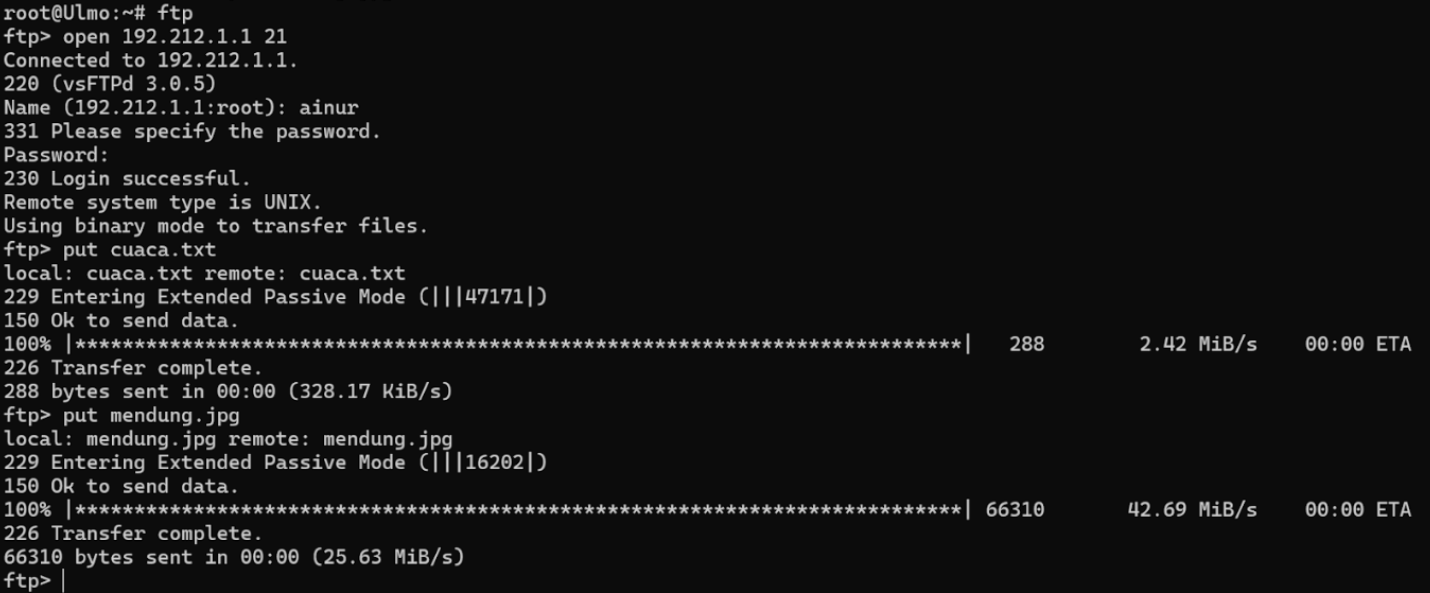 root@Ulmo:~# ftp
ftp> open 192.212.1.1 21
Connected to 192.212.1.1.
220 (vsFTPd 3.0.5)
Name (192.212.1.1:root): ainur
331 Please specify the password.
Password:
230 Login successful.
Remote system type is UNIX.
Using binary mode to transfer files.
ftp> put cuaca.txt
local: cuaca.txt remote: cuaca.txt
229 Entering Extended Passive Mode (|||47171|)
150 Ok to send data.
100% |***************************************************************************|   288        2.42 MiB/s    00:00 ETA
226 Transfer complete.
288 bytes sent in 00:00 (328.17 KiB/s)
ftp> put mendung.jpg
local: mendung.jpg remote: mendung.jpg
229 Entering Extended Passive Mode (|||16202|)
150 Ok to send data.
100% |***************************************************************************| 66310       42.69 MiB/s    00:00 ETA
226 Transfer complete.
66310 bytes sent in 00:00 (25.63 MiB/s)
ftp>